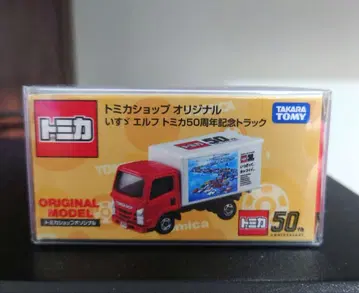 トミカショップ オリジナル
いすゞ エルフ トミカ50周年記念トラック
TAKARA
TOMY
トミカ
50
ORIGINAL
MODEL
トミカショップオリジナル
トミカ
50th
ANNIVERSARY